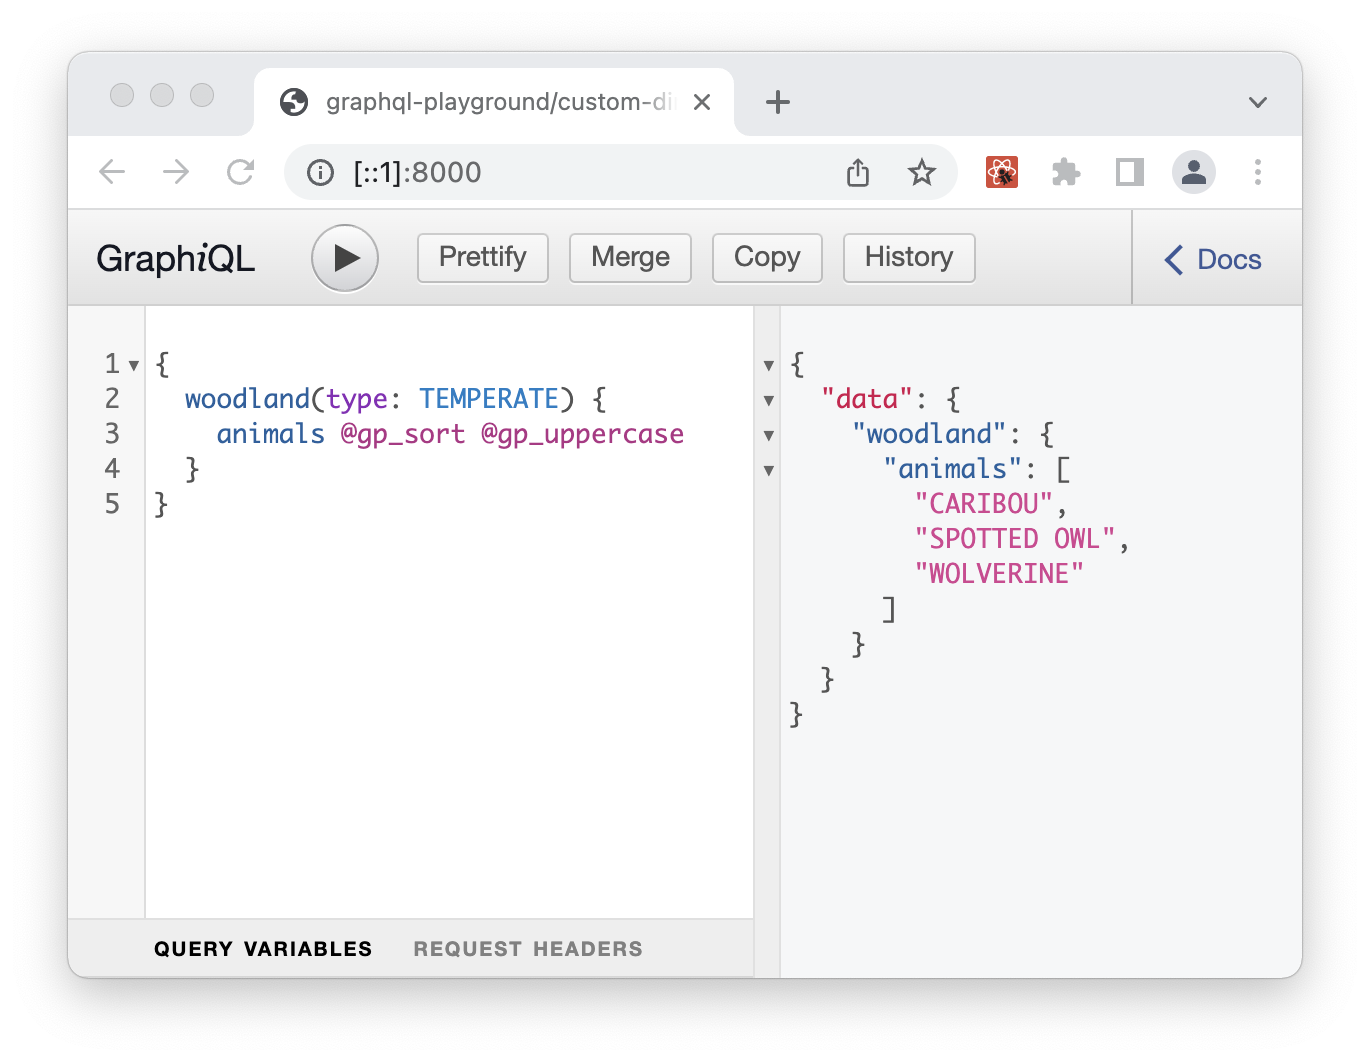 graphql-playground/custom-di
[::1]:8000
GraphiQL
Prettify
Merge
Copy
History
Docs
1
{
2
woodland(type: TEMPERATE) {
3
animals @gp_sort @gp_uppercase
4
}
5
}
{
"data": {
"woodland": {
"animals": [
"CARIBOU",
"SPOTTED OWL",
"WOLVERINE"
]
}
}
}
QUERY VARIABLES
REQUEST HEADERS